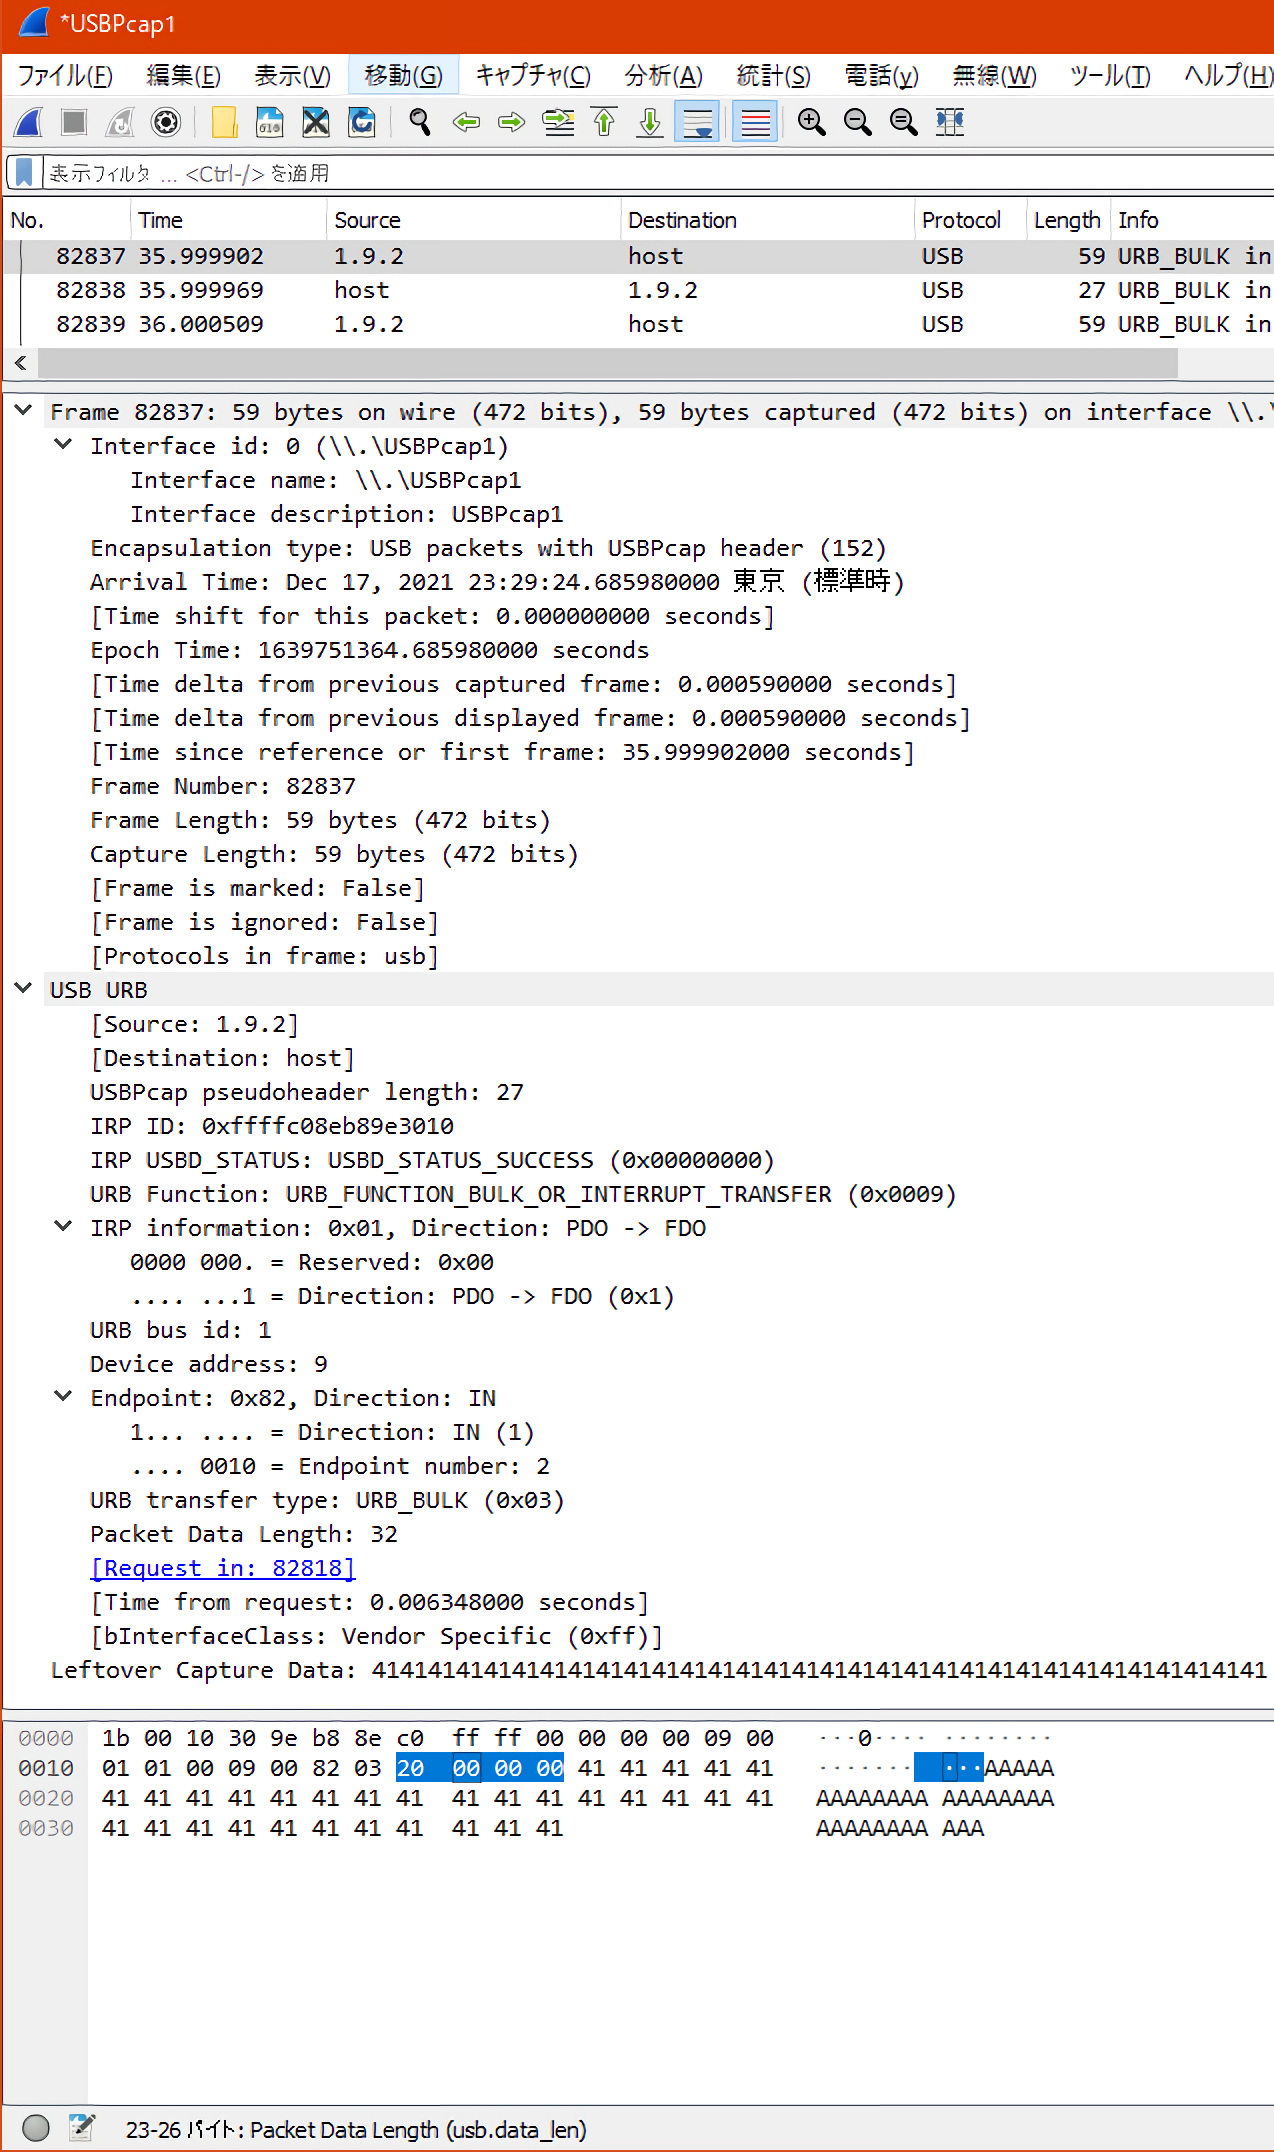 *USBPcap1
ファイル(F) 編集(E) 表示(V) 移動(G) キャプチャ(C) 分析(A) 統計(S) 電話(y) 無線(W) ツール(T) ヘルプ(H)
表示フィルタ … <Ctrl-/> を適用
No. Time Source Destination Protocol Length Info
82837 35.999902 1.9.2 host USB 59 URB_BULK in
82838 35.999969 host 1.9.2 USB 27 URB_BULK in
82839 36.000509 1.9.2 host USB 59 URB_BULK in
Frame 82837: 59 bytes on wire (472 bits), 59 bytes captured (472 bits) on interface \\.\
Interface id: 0 (\\.\USBPcap1)
Interface name: \\.\USBPcap1
Interface description: USBPcap1
Encapsulation type: USB packets with USBPcap header (152)
Arrival Time: Dec 17, 2021 23:29:24.685980000 東京 (標準時)
[Time shift for this packet: 0.000000000 seconds]
Epoch Time: 1639751364.685980000 seconds
[Time delta from previous captured frame: 0.000590000 seconds]
[Time delta from previous displayed frame: 0.000590000 seconds]
[Time since reference or first frame: 35.999902000 seconds]
Frame Number: 82837
Frame Length: 59 bytes (472 bits)
Capture Length: 59 bytes (472 bits)
[Frame is marked: False]
[Frame is ignored: False]
[Protocols in frame: usb]
USB URB
[Source: 1.9.2]
[Destination: host]
USBPcap pseudoheader length: 27
IRP ID: 0xffffc08eb89e3010
IRP USBD_STATUS: USBD_STATUS_SUCCESS (0x00000000)
URB Function: URB_FUNCTION_BULK_OR_INTERRUPT_TRANSFER (0x0009)
IRP information: 0x01, Direction: PDO -> FDO
0000 000. = Reserved: 0x00
.... ...1 = Direction: PDO -> FDO (0x1)
URB bus id: 1
Device address: 9
Endpoint: 0x82, Direction: IN
1... .... = Direction: IN (1)
.... 0010 = Endpoint number: 2
URB transfer type: URB_BULK (0x03)
Packet Data Length: 32
[Request in: 82818]
[Time from request: 0.006348000 seconds]
[bInterfaceClass: Vendor Specific (0xff)]
Leftover Capture Data: 4141414141414141414141414141414141414141414141414141414141414141
0000 1b 00 10 30 9e b8 8e c0 ff ff 00 00 00 00 09 00 ···0···· ········
0010 01 01 00 09 00 82 03 20 00 00 00 41 41 41 41 41 ······· ···AAAAA
0020 41 41 41 41 41 41 41 41 41 41 41 41 41 41 41 41 AAAAAAAA AAAAAAAA
0030 41 41 41 41 41 41 41 41 41 41 41 AAAAAAAA AAA
23-26 バイト: Packet Data Length (usb.data_len)